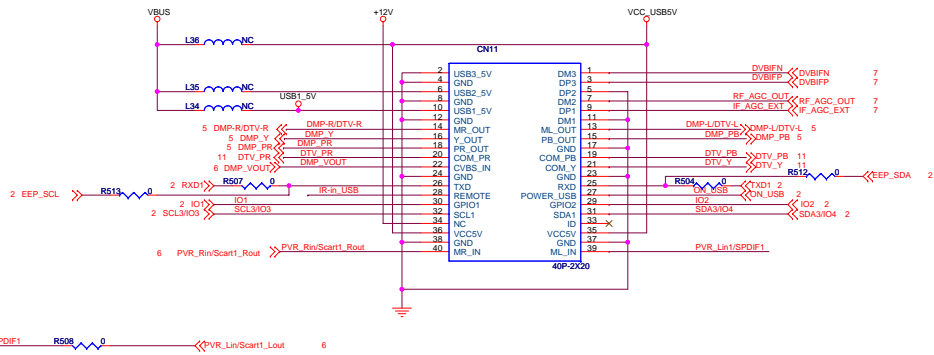 VBUS +12V VCC_USB5V
L36 NC
CN11
2 USB3_5V DM3 1 DVBIFN DVBIFN 7
4 GND DP3 3 DVBIFP DVBIFP 7
L35 NC 6 USB2_5V DP2 5
8 GND DM2 7 RF_AGC_OUT RF_AGC_OUT 7
L34 NC USB1_5V 10 USB1_5V DP1 9 IF_AGC_EXT IF_AGC_EXT 7
12 GND DM1 11
5 DMP-R/DTV-R DMP-R/DTV-R 14 MR_OUT ML_OUT 13 DMP-L/DTV-L DMP-L/DTV-L 5
5 DMP_Y DMP_Y 16 Y_OUT PB_OUT 15 DMP_PB DMP_PB 5
5 DMP_PR DMP_PR 18 PR_OUT GND 17
11 DTV_PR DTV_PR 20 COM_PR COM_PB 19 DTV_PB DTV_PB 11
6 DMP_VOUT DMP_VOUT 22 CVBS_IN COM_Y 21 DTV_Y DTV_Y 11
24 GND GND 23 R512 0 EEP_SDA 2
2 RXD1 R507 0 26 TXD RXD 25 R504 0 TXD1 2
2 EEP_SCL R513 0 IR-in_USB 28 REMOTE POWER_USB 27 ON_USB ON_USB 2
2 IO1 IO1 30 GPIO1 GPIO2 29 IO2 IO2 2
2 SCL3/IO3 SCL3/IO3 32 SCL1 SDA1 31 SDA3/IO4 SDA3/IO4 2
34 NC ID 33
36 VCC5V VCC5V 35
38 GND GND 37
6 PVR_Rin/Scart1_Rout PVR_Rin/Scart1_Rout 40 MR_IN ML_IN 39 PVR_Lin1/SPDIF1
40P-2X20
PDIF1 R508 0 PVR_Lin/Scart1_Lout 6